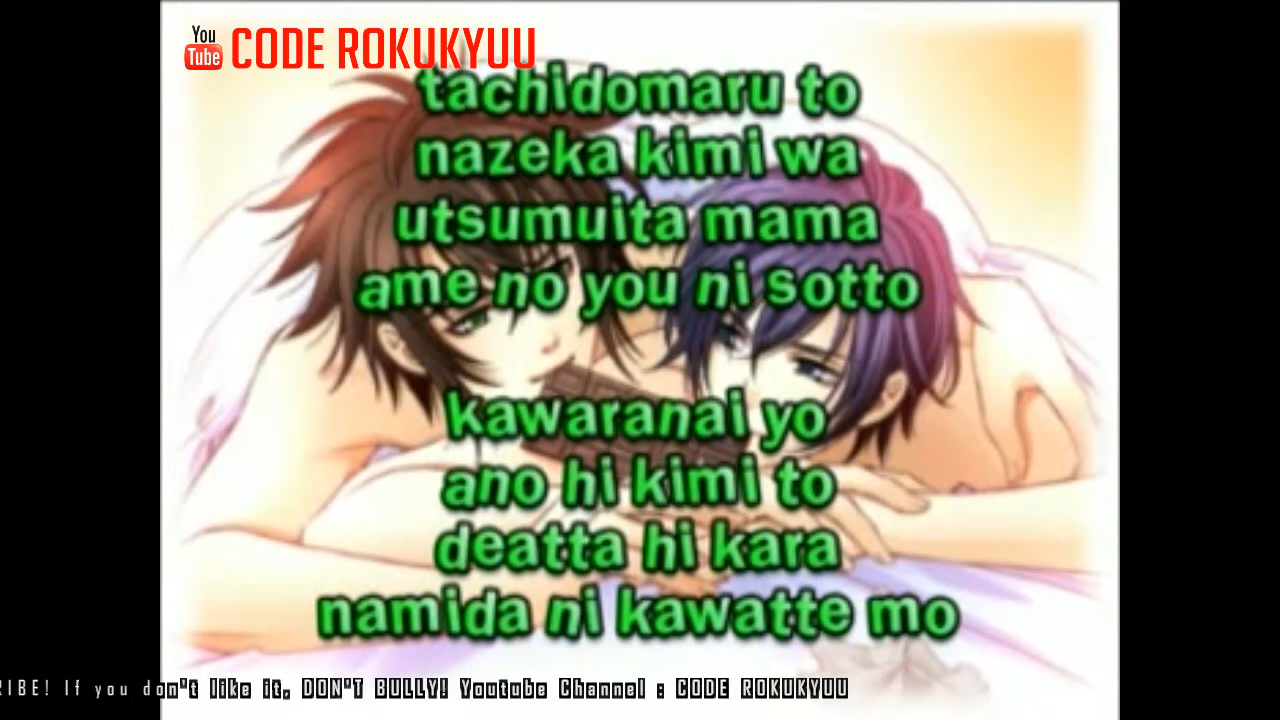 You Tube CODE ROKUKYUU
tachidomaru to
nazeka kimi wa
utsumuita mama
ame no you ni sotto
kawaranai yo
ano hi kimi to
deatta hi kara
namida ni kawatte mo
RIBE! If you don't like it, DON'T BULLY! Youtube Channel : CODE ROKUKYUU